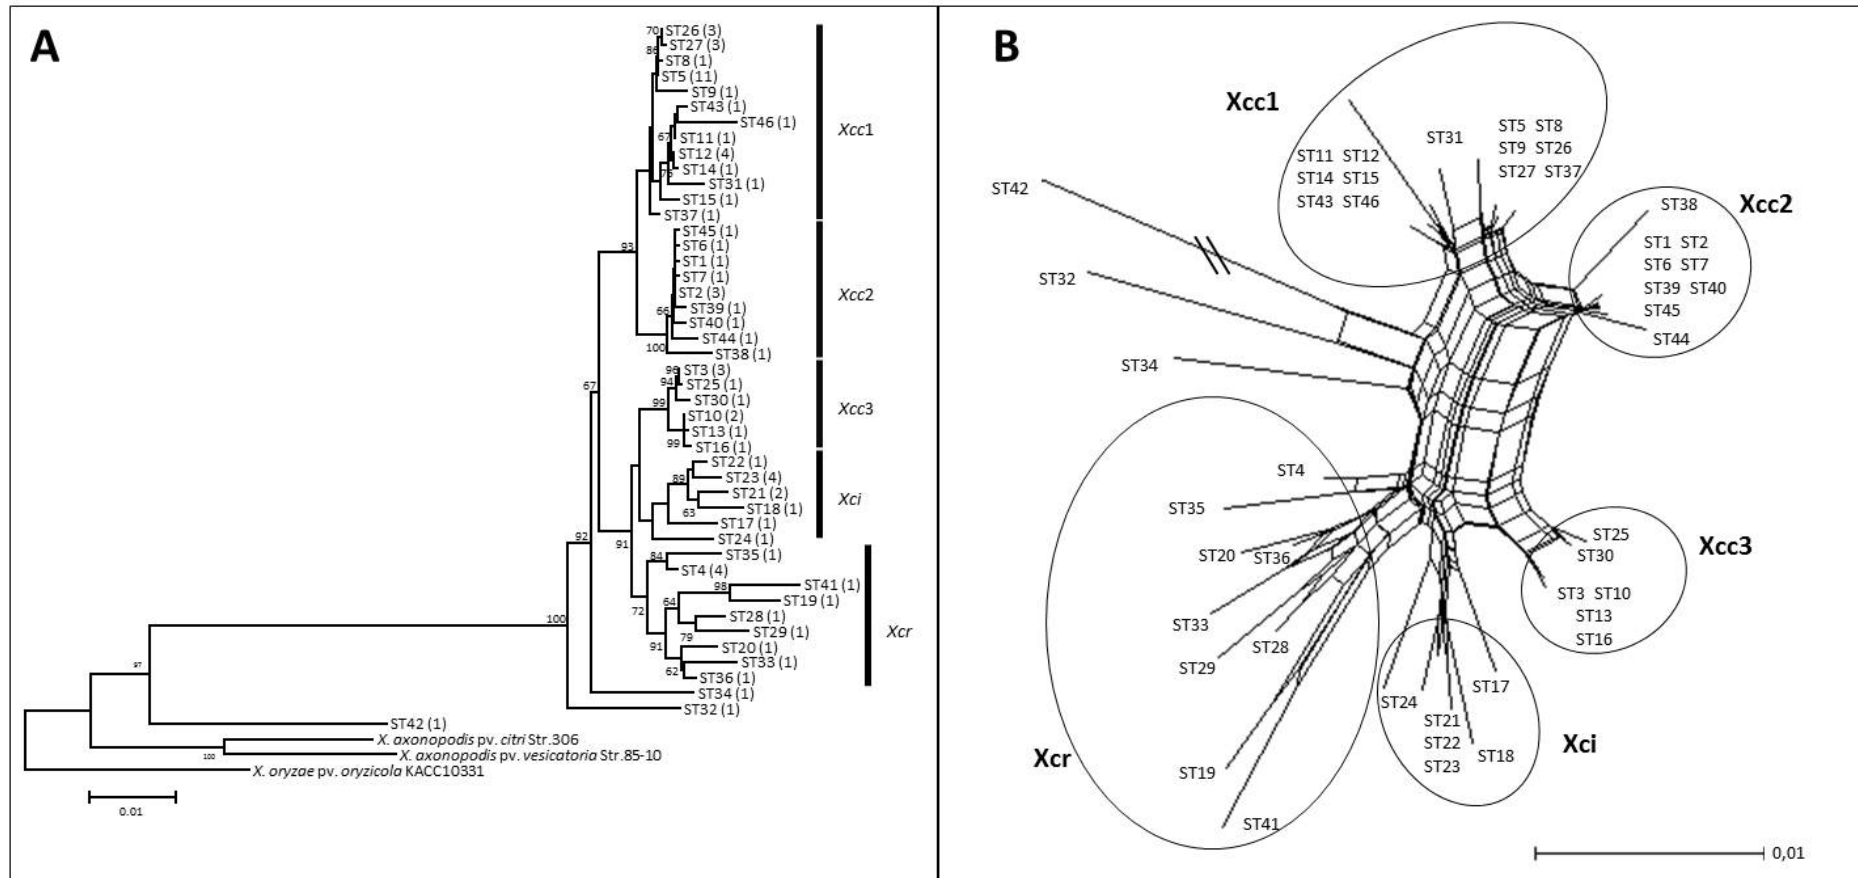 A
70
ST26 (3)
ST27 (3)
86
ST8 (1)
ST5 (11)
ST9 (1)
ST43 (1)
ST46 (1)
67
ST11 (1)
ST12 (4)
ST14 (1)
ST31 (1)
ST15 (1)
ST37 (1)
Xcc1
93
ST45 (1)
ST6 (1)
ST1 (1)
ST7 (1)
ST2 (3)
ST39 (1)
66
ST40 (1)
ST44 (1)
100
ST38 (1)
Xcc2
67
ST3 (3)
94
ST25 (1)
99
ST30 (1)
ST10 (2)
ST13 (1)
99
ST16 (1)
Xcc3
ST22 (1)
89
ST23 (4)
ST21 (2)
63
ST18 (1)
ST17 (1)
ST24 (1)
Xci
92
91
84
ST35 (1)
ST4 (4)
98
ST41 (1)
64
ST19 (1)
72
ST28 (1)
79
ST29 (1)
91
ST20 (1)
ST33 (1)
62
ST36 (1)
Xcr
100
ST34 (1)
ST32 (1)
97
ST42 (1)
X. axonopodis pv. citri Str.306
100
X. axonopodis pv. vesicatoria Str.85-10
X. oryzae pv. oryzicola KACC10331
0.01
B
Xcc1
ST31
ST5 ST8
ST9 ST26
ST27 ST37
ST11 ST12
ST14 ST15
ST43 ST46
ST42
ST32
ST34
Xcc2
ST38
ST1 ST2
ST6 ST7
ST39 ST40
ST45
ST44
ST4
ST35
ST20 ST36
ST33
ST29
ST28
ST19
ST41
Xcr
ST25
ST30
ST3 ST10
ST13
ST16
Xcc3
ST17
ST24
ST21
ST22
ST23
ST18
Xci
0,01